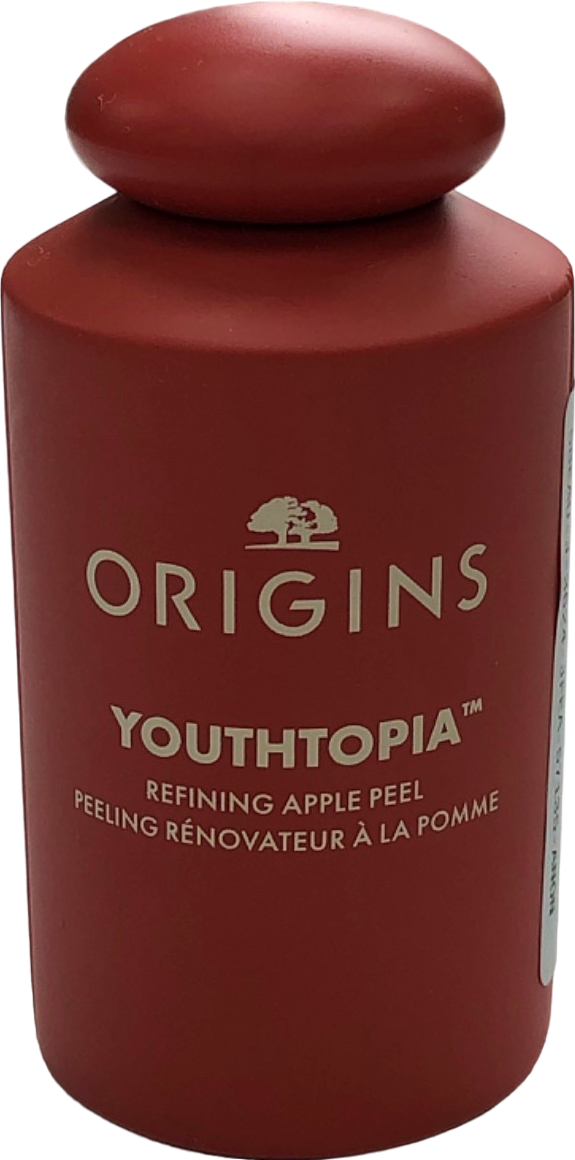 ORIGINS
YOUTHTOPIA™
REFINING APPLE PEEL
PEELING RÉNOVATEUR À LA POMME